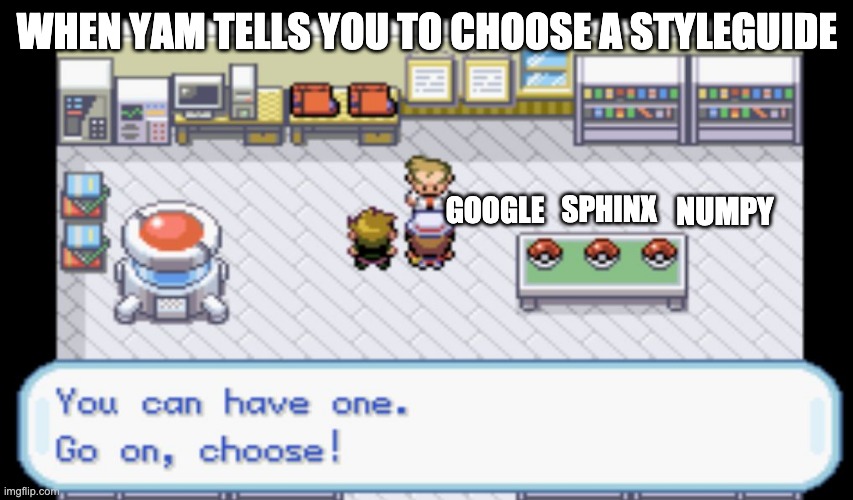 WHEN YAM TELLS YOU TO CHOOSE A STYLEGUIDE
GOOGLE SPHINX NUMPY
You can have one.
Go on, choose!
imgflip.com